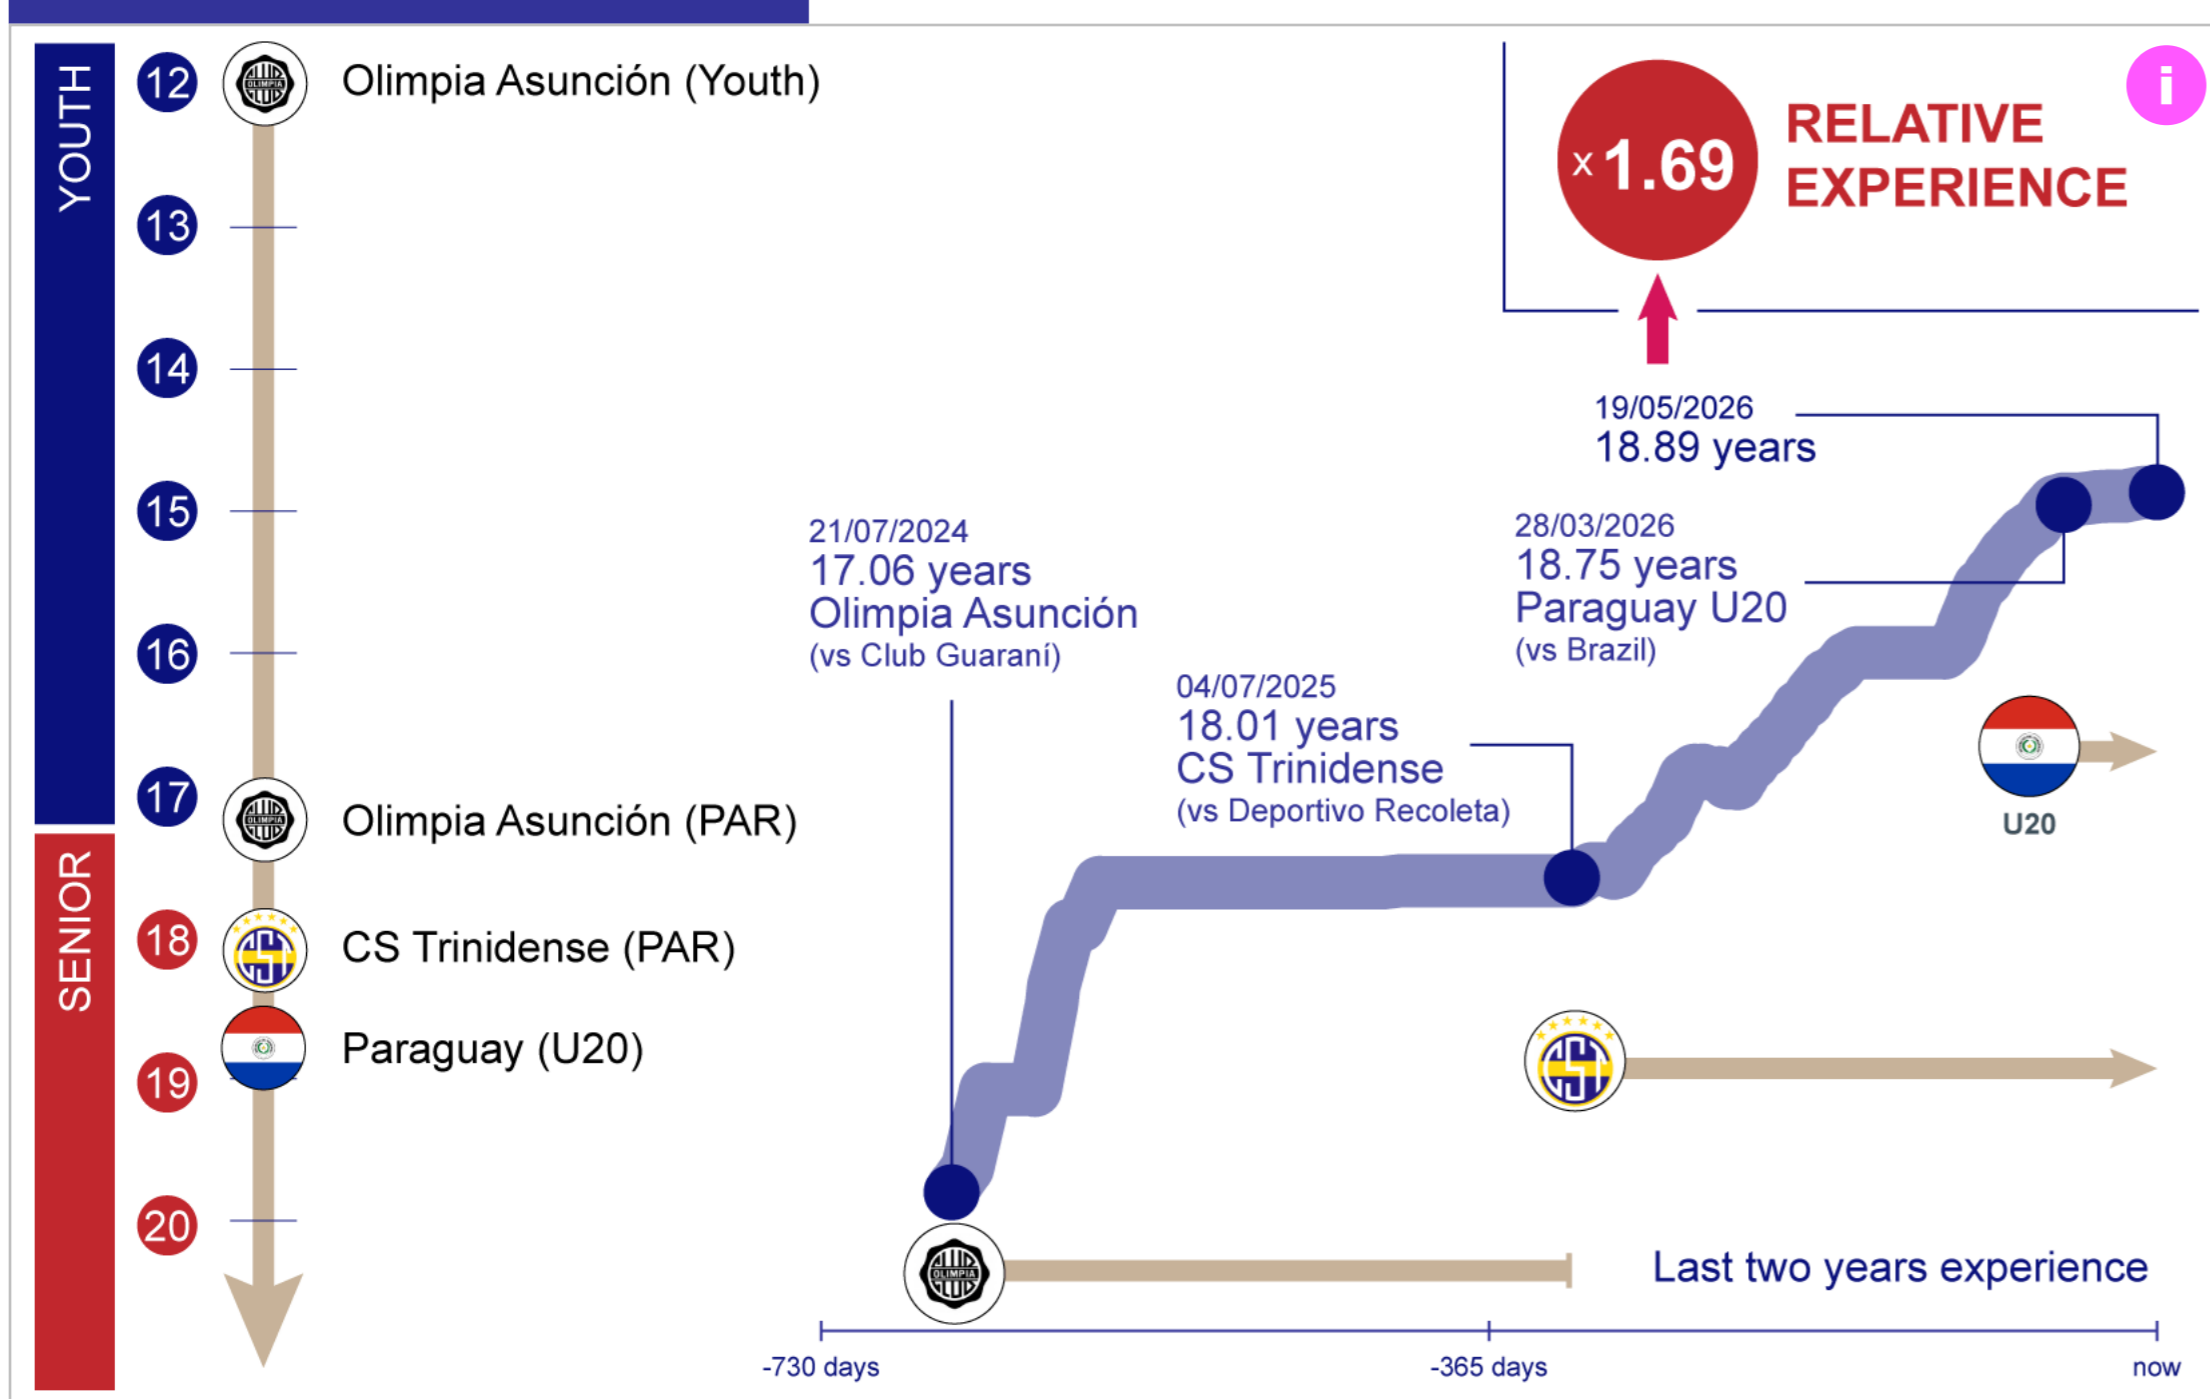 YOUTH
12
Olimpia Asunción (Youth)
13
14
15
16
17
Olimpia Asunción (PAR)
SENIOR
18
CS Trinidense (PAR)
Paraguay (U20)
19
20
x 1.69
RELATIVE
EXPERIENCE
i
19/05/2026
18.89 years
21/07/2024
17.06 years
Olimpia Asunción
(vs Club Guaraní)
28/03/2026
18.75 years
Paraguay U20
(vs Brazil)
04/07/2025
18.01 years
CS Trinidense
(vs Deportivo Recoleta)
U20
CST
OLIMPIA
Last two years experience
-730 days
-365 days
now